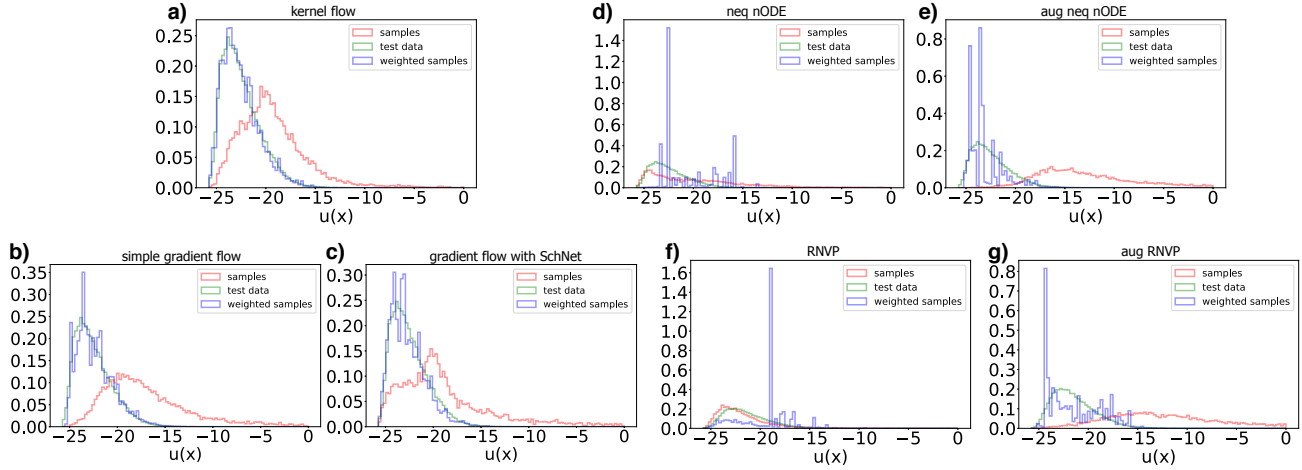 a)
kernel flow
samples
test data
weighted samples
0.25
0.20
0.15
0.10
0.05
0.00
−25 −20 −15 −10 −5 0
u(x)
d)
neq nODE
samples
test data
weighted samples
1.4
1.2
1.0
0.8
0.6
0.4
0.2
0.0
−25 −20 −15 −10 −5 0
u(x)
e)
aug neq nODE
samples
test data
weighted samples
0.8
0.6
0.4
0.2
0.0
−25 −20 −15 −10 −5 0
u(x)
b)
simple gradient flow
samples
test data
weighted samples
0.35
0.30
0.25
0.20
0.15
0.10
0.05
0.00
−25 −20 −15 −10 −5 0
u(x)
c)
gradient flow with SchNet
samples
test data
weighted samples
0.30
0.25
0.20
0.15
0.10
0.05
0.00
−25 −20 −15 −10 −5 0
u(x)
f)
RNVP
samples
test data
weighted samples
1.6
1.4
1.2
1.0
0.8
0.6
0.4
0.2
0.0
−25 −20 −15 −10 −5 0
u(x)
g)
aug RNVP
samples
test data
weighted samples
0.8
0.7
0.6
0.5
0.4
0.3
0.2
0.1
0.0
−25 −20 −15 −10 −5 0
u(x)